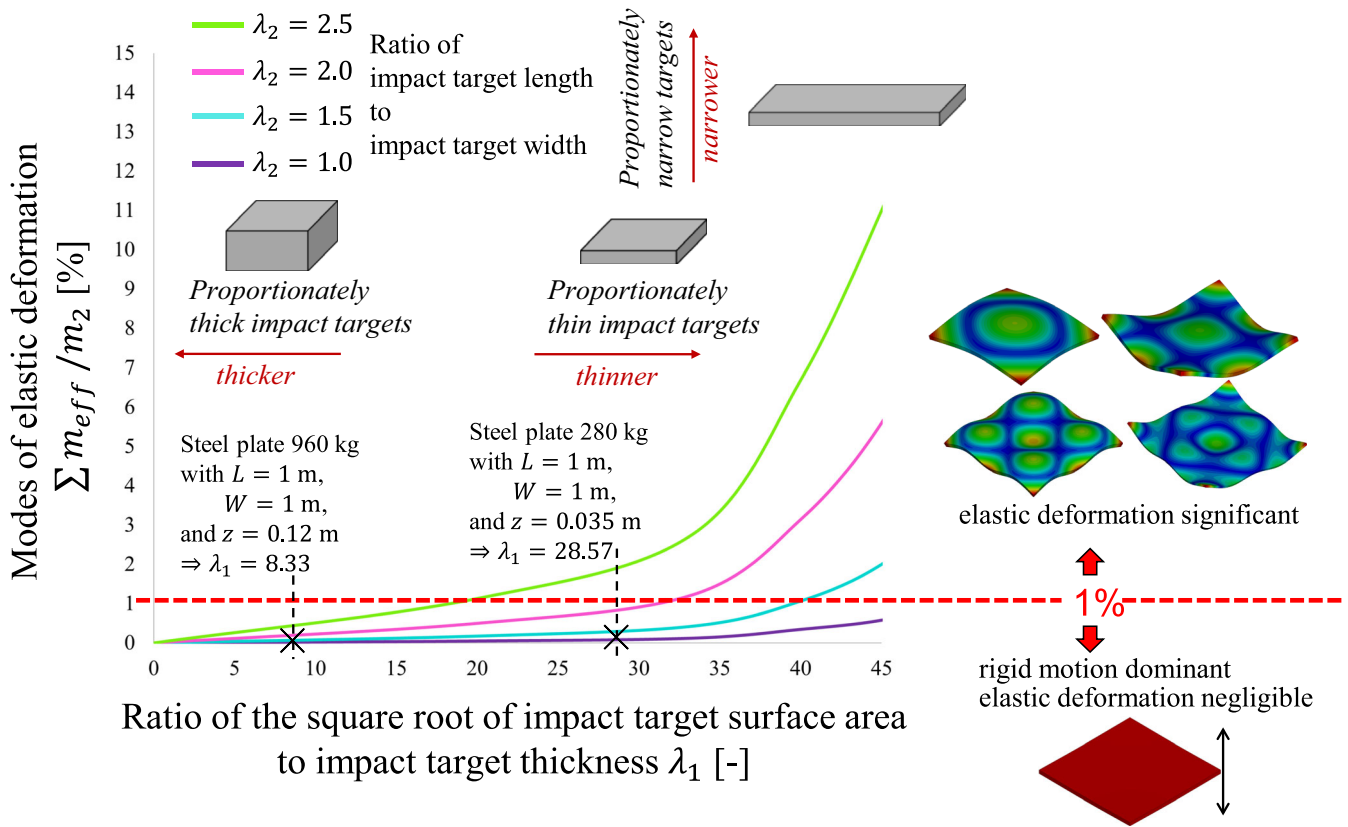 λ₂ = 2.5
λ₂ = 2.0
λ₂ = 1.5
λ₂ = 1.0
Ratio of
impact target length
to
impact target width
Proportionately
narrow targets
narrower
Modes of elastic deformation
∑ m_eff /m₂ [%]
15
14
13
12
11
10
9
8
7
6
5
4
3
2
1
0
Proportionately
thick impact targets
thicker
Proportionately
thin impact targets
thinner
Steel plate 960 kg
with L = 1 m,
W = 1 m,
and z = 0.12 m
⇒ λ₁ = 8.33
Steel plate 280 kg
with L = 1 m,
W = 1 m,
and z = 0.035 m
⇒ λ₁ = 28.57
0 5 10 15 20 25 30 35 40 45
Ratio of the square root of impact target surface area
to impact target thickness λ₁ [-]
elastic deformation significant
1%
rigid motion dominant
elastic deformation negligible